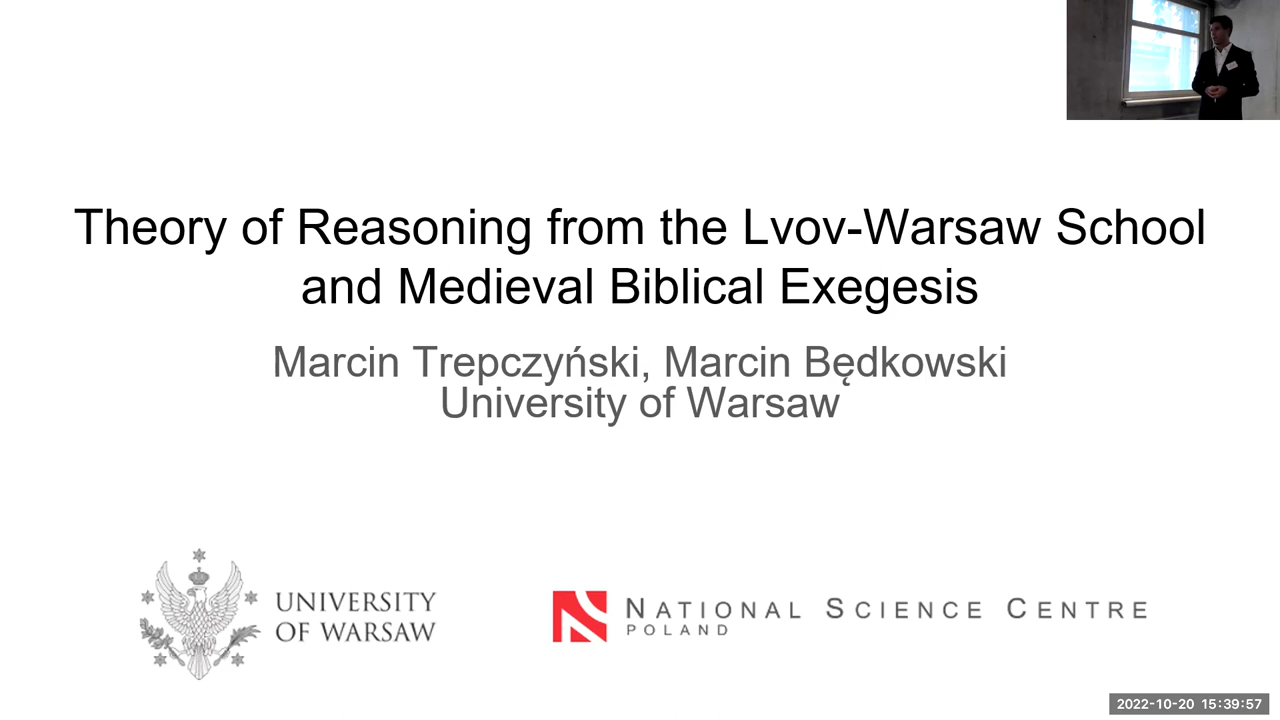 Theory of Reasoning from the Lvov-Warsaw School
and Medieval Biblical Exegesis
Marcin Trepczyński, Marcin Będkowski
University of Warsaw
UNIVERSITY
OF WARSAW
NATIONAL SCIENCE CENTRE
POLAND
2022-10-20 15:39:57